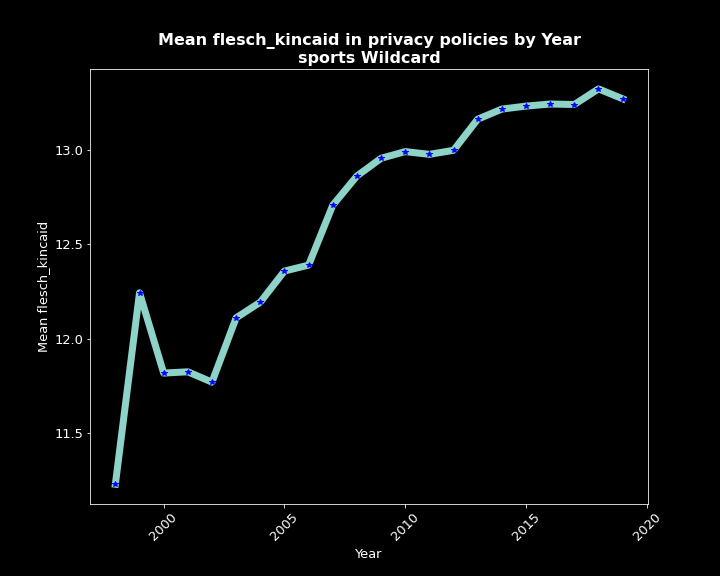 Mean flesch_kincaid in privacy policies by Year
sports Wildcard
Mean flesch_kincaid
13.0
12.5
12.0
11.5
2000
2005
2010
2015
2020
Year